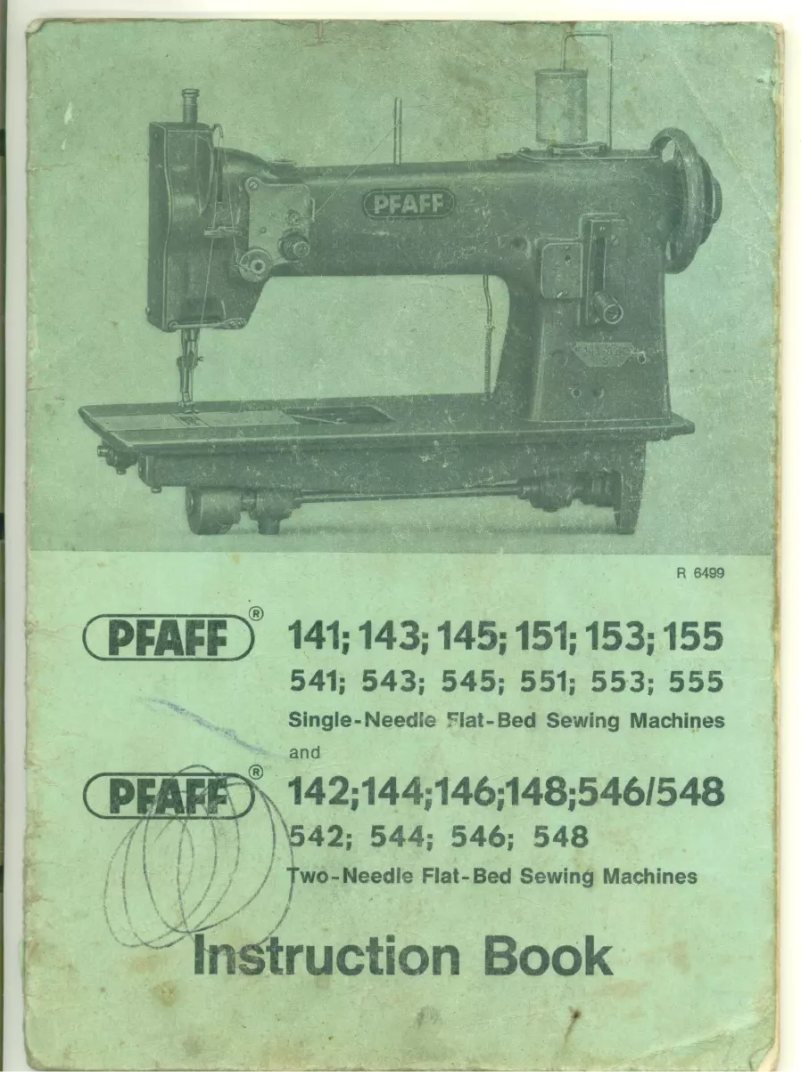 PFAFF
R 6499
PFAFF® 141; 143; 145; 151; 153; 155
541; 543; 545; 551; 553; 555
Single-Needle Flat-Bed Sewing Machines
and
PFAFF® 142;144;146;148;546/548
542; 544; 546; 548
Two-Needle Flat-Bed Sewing Machines
Instruction Book